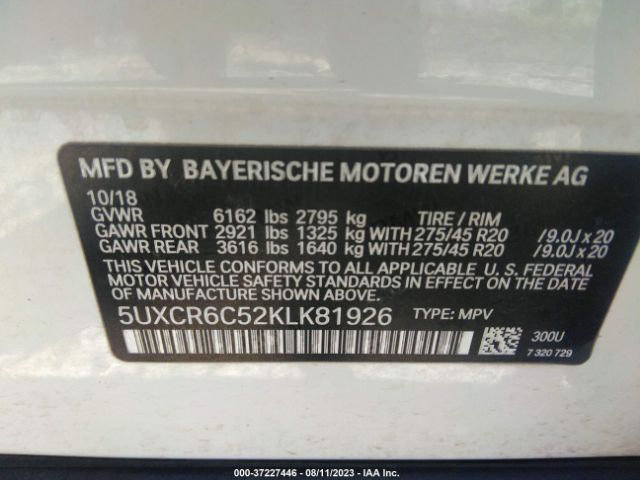 MFD BY BAYERISCHE MOTOREN WERKE AG
10/18
GVWR 6162 lbs 2795 kg TIRE / RIM
GAWR FRONT 2921 lbs 1325 kg WITH 275/45 R20 /9.0J x 20
GAWR REAR 3616 lbs 1640 kg WITH 275/45 R20 /9.0J x 20
THIS VEHICLE CONFORMS TO ALL APPLICABLE U. S. FEDERAL
MOTOR VEHICLE SAFETY STANDARDS IN EFFECT ON THE
DATE OF MANUFACTURE SHOWN ABOVE.
5UXCR6C52KLK81926 TYPE: MPV
300U
7 320 729
000-37227446 - 08/11/2023 - IAA Inc.